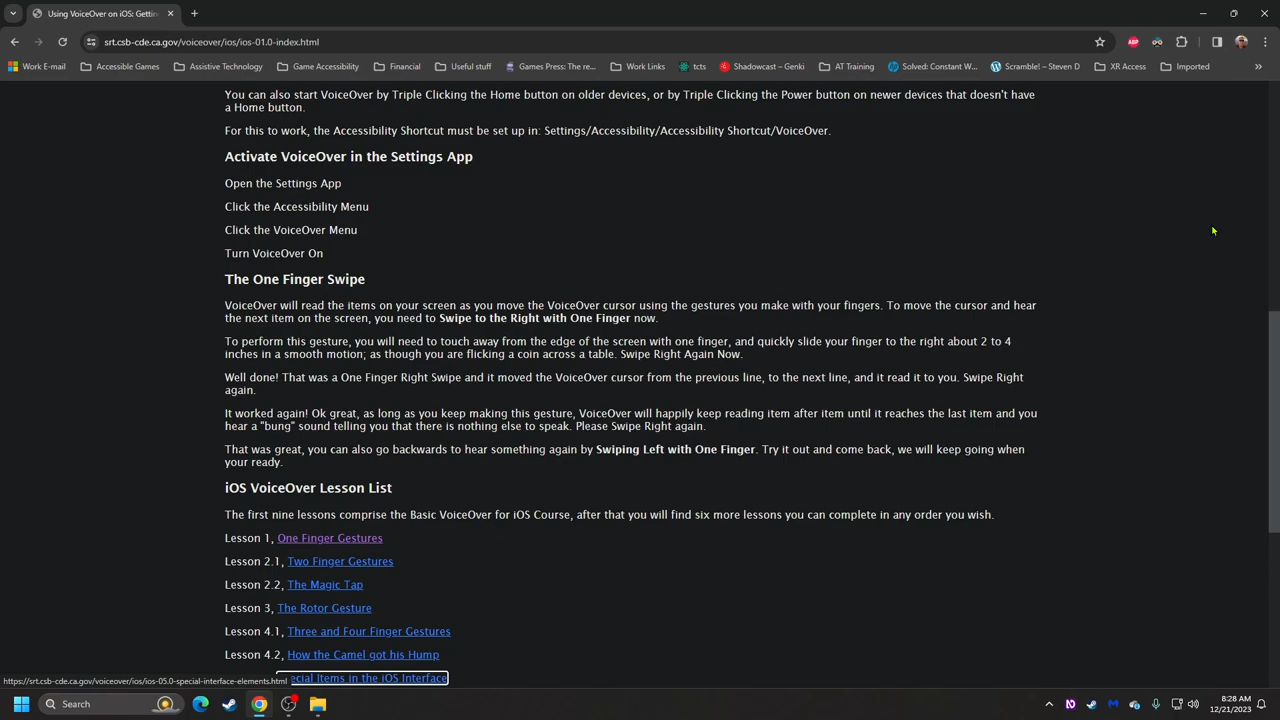 Using VoiceOver on iOS: Gettin
srt.csb-cde.ca.gov/voiceover/ios/ios-01.0-index.html
ABP
Work E-mail Accessible Games Assistive Technology Game Accessibility Financial Useful stuff Games Press: The re... Work Links tcts Shadowcast – Genki AT Training Solved: Constant W... Scramble! – Steven D XR Access Imported
You can also start VoiceOver by Triple Clicking the Home button on older devices, or by Triple Clicking the Power button on newer devices that doesn't have
a Home button.
For this to work, the Accessibility Shortcut must be set up in: Settings/Accessibility/Accessibility Shortcut/VoiceOver.
Activate VoiceOver in the Settings App
Open the Settings App
Click the Accessibility Menu
Click the VoiceOver Menu
Turn VoiceOver On
The One Finger Swipe
VoiceOver will read the items on your screen as you move the VoiceOver cursor using the gestures you make with your fingers. To move the cursor and hear
the next item on the screen, you need to Swipe to the Right with One Finger now.
To perform this gesture, you will need to touch away from the edge of the screen with one finger, and quickly slide your finger to the right about 2 to 4
inches in a smooth motion; as though you are flicking a coin across a table. Swipe Right Again Now.
Well done! That was a One Finger Right Swipe and it moved the VoiceOver cursor from the previous line, to the next line, and it read it to you. Swipe Right
again.
It worked again! Ok great, as long as you keep making this gesture, VoiceOver will happily keep reading item after item until it reaches the last item and you
hear a "bung" sound telling you that there is nothing else to speak. Please Swipe Right again.
That was great, you can also go backwards to hear something again by Swiping Left with One Finger. Try it out and come back, we will keep going when
your ready.
iOS VoiceOver Lesson List
The first nine lessons comprise the Basic VoiceOver for iOS Course, after that you will find six more lessons you can complete in any order you wish.
Lesson 1, One Finger Gestures
Lesson 2.1, Two Finger Gestures
Lesson 2.2, The Magic Tap
Lesson 3, The Rotor Gesture
Lesson 4.1, Three and Four Finger Gestures
Lesson 4.2, How the Camel got his Hump
ecial Items in the iOS Interface
https://srt.csb-cde.ca.gov/voiceover/ios/ios-05.0-special-interface-elements.html
Search
8:28 AM
12/21/2023